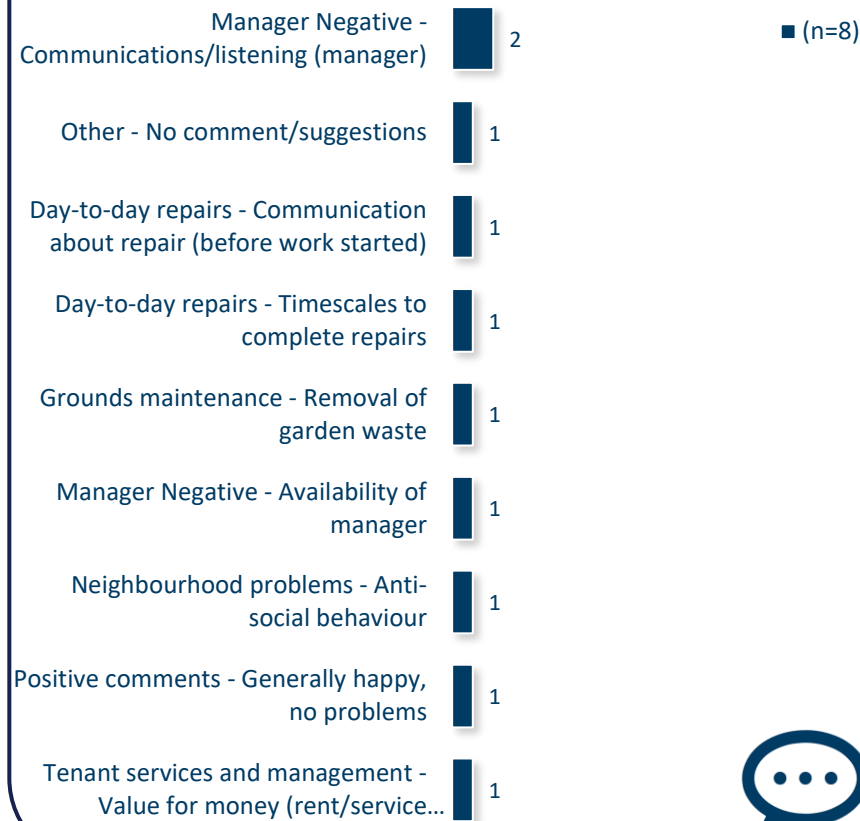 Manager Negative -
Communications/listening (manager)
2
(n=8)
Other - No comment/suggestions
1
Day-to-day repairs - Communication
about repair (before work started)
1
Day-to-day repairs - Timescales to
complete repairs
1
Grounds maintenance - Removal of
garden waste
1
Manager Negative - Availability of
manager
1
Neighbourhood problems - Anti-
social behaviour
1
Positive comments - Generally happy,
no problems
1
Tenant services and management -
Value for money (rent/service...
1